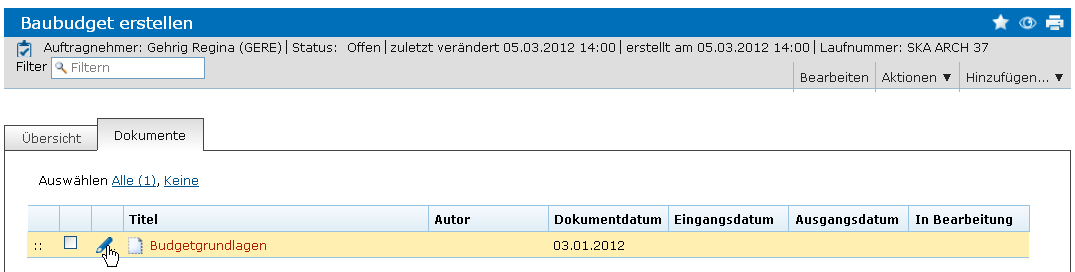 Baubudget erstellen
Auftragnehmer: Gehrig Regina (GERE) | Status: Offen | zuletzt verändert 05.03.2012 14:00 | erstellt am 05.03.2012 14:00 | Laufnummer: SKA ARCH 37
Filter Filtern
Bearbeiten Aktionen ▼ Hinzufügen... ▼
Übersicht Dokumente
Auswählen Alle (1), Keine
Titel Autor Dokumentdatum Eingangsdatum Ausgangsdatum In Bearbeitung
:: Budgetgrundlagen 03.01.2012